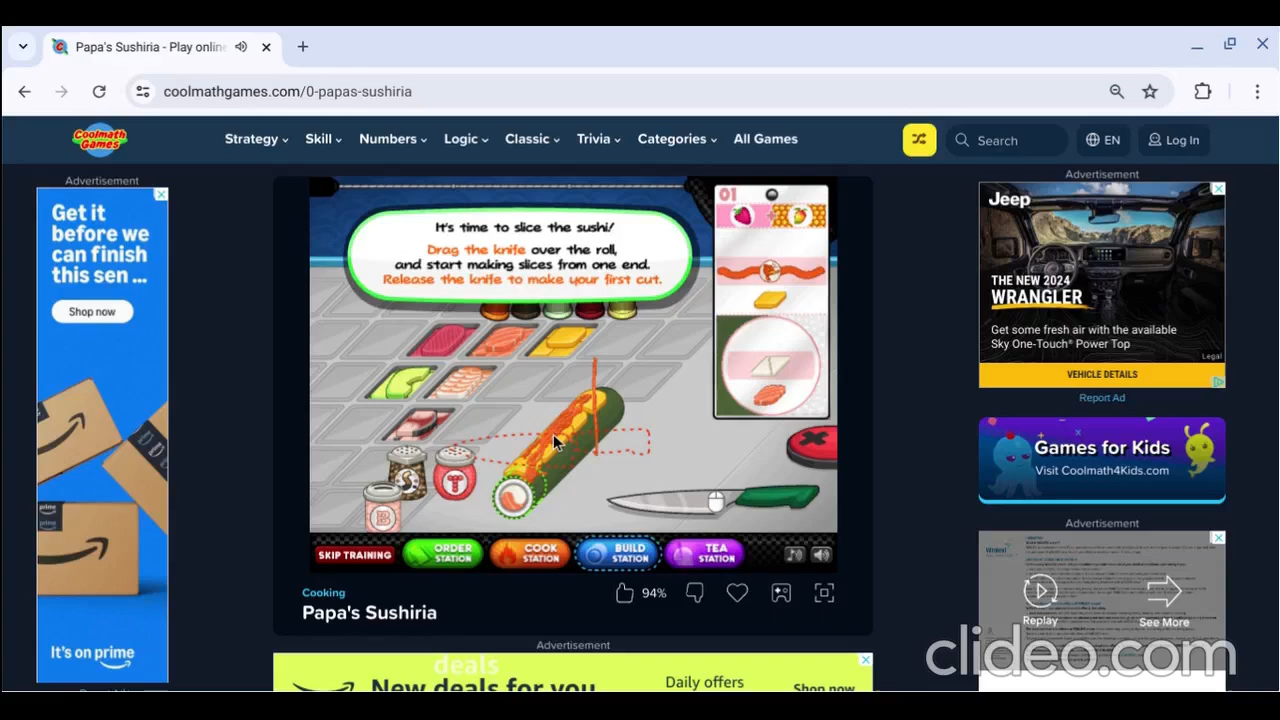 Papa's Sushiria - Play onlin
coolmathgames.com/0-papas-sushiria
Coolmath Games
Strategy
Skill
Numbers
Logic
Classic
Trivia
Categories
All Games
Search
EN
Log In
Advertisement
Get it
before we
can finish
this sen ...
Shop now
prime
prime
It's on prime
It's time to slice the sushi!
Drag the knife over the roll,
and start making slices from one end.
Release the knife to make your first cut.
01
S
T
B
SKIP TRAINING
ORDER STATION
COOK STATION
BUILD STATION
TEA STATION
Cooking
94%
Papa's Sushiria
Advertisement
deals
New deals for you
Daily offers
Shop now
Advertisement
Jeep
THE NEW 2024
WRANGLER
Get some fresh air with the available
Sky One-Touch® Power Top
Legal
VEHICLE DETAILS
Report Ad
Games for Kids
Visit Coolmath4Kids.com
Advertisement
Replay
See More
clideo.com